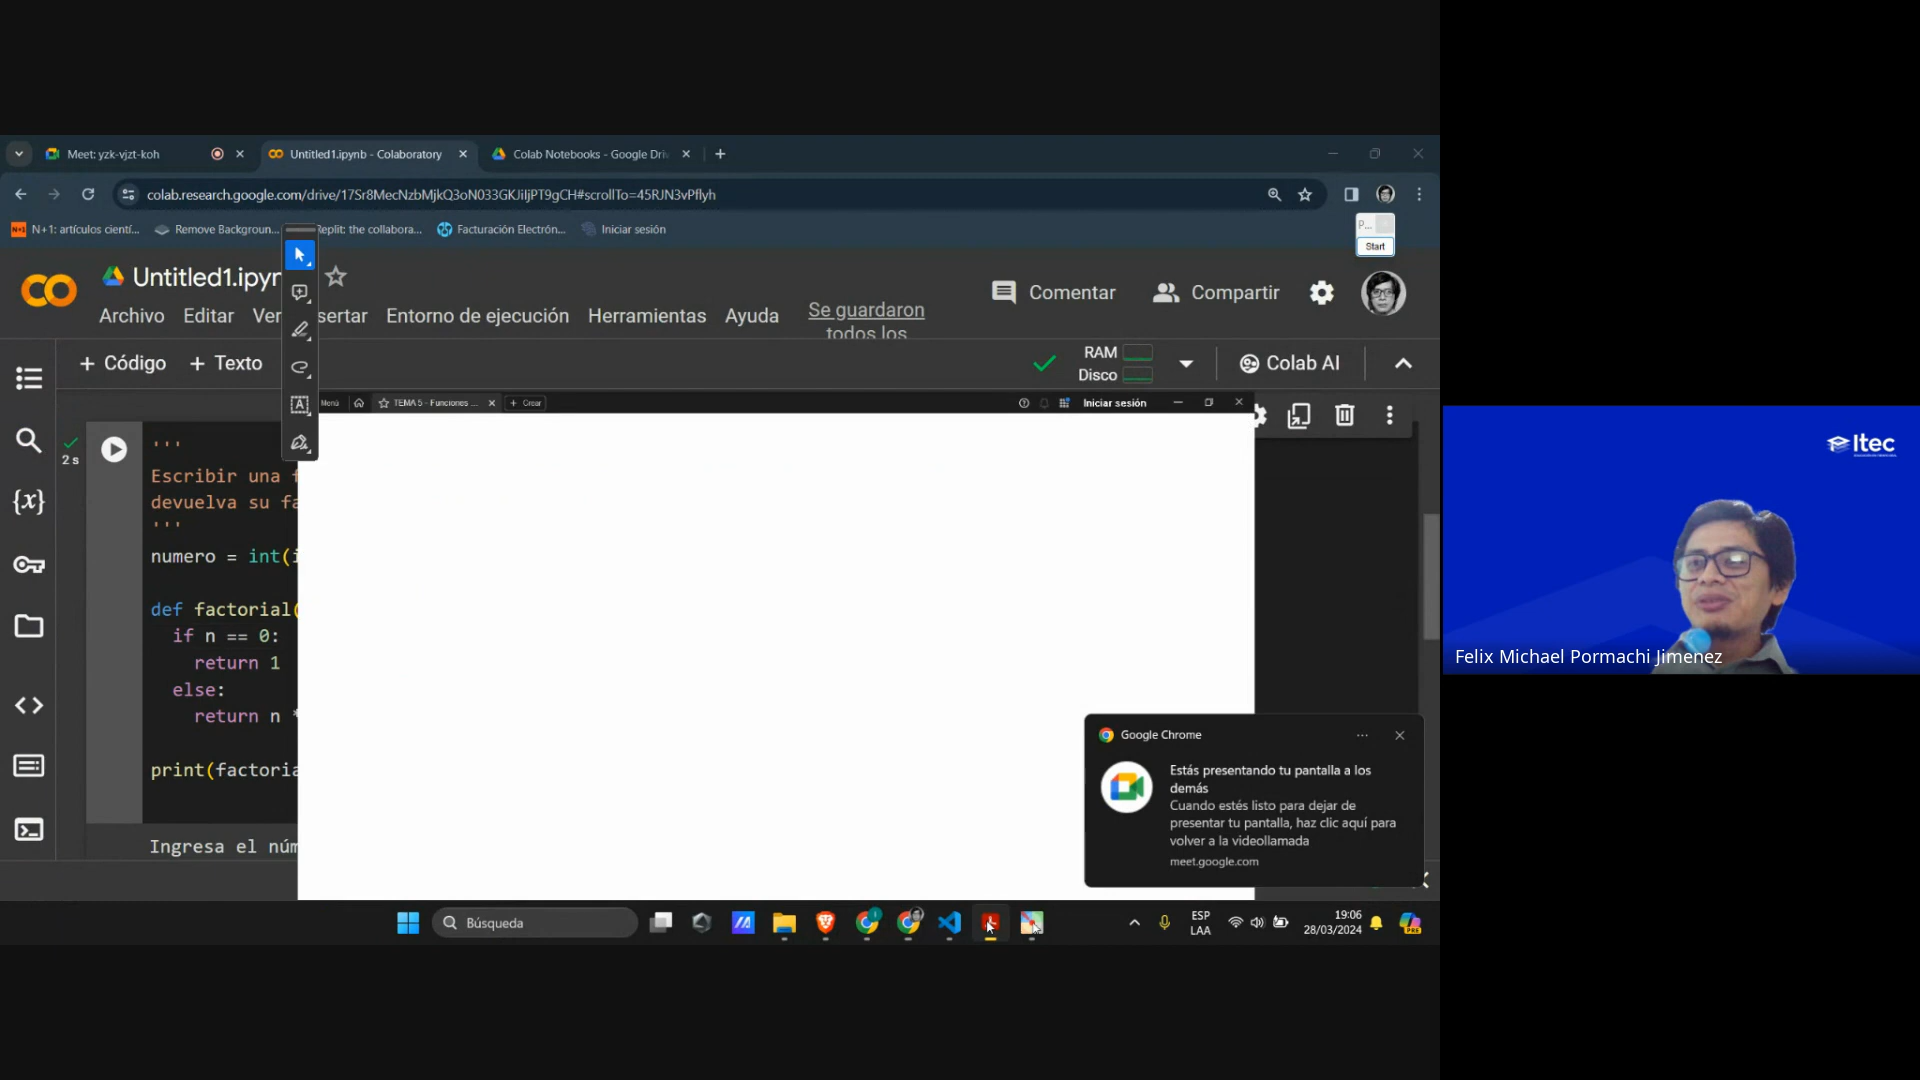 Meet: yzk-vjzt-koh
Untitled1.ipynb - Colaboratory
Colab Notebooks - Google Dri
colab.research.google.com/drive/17Sr8MecNzbMjkQ3oN033GKJiIjPT9gCH#scrollTo=45RJN3vPflyh
N+1: artículos cientí...
Remove Backgroun...
Replit: the collabora...
Facturación Electrón...
Iniciar sesión
P...
Start
Untitled1.ipyn
Comentar
Compartir
Archivo Editar Ver sertar Entorno de ejecución Herramientas Ayuda
Se guardaron
todos los
+ Código + Texto
RAM
Disco
Colab AI
Menú
TEMA 5 - Funciones ...
+ Crear
Iniciar sesión
2 s
'''
Escribir una f
devuelva su fa
'''
numero = int(i
def factorial(
if n == 0:
return 1
else:
return n *
print(factoria
Ingresa el núm
Google Chrome
Estás presentando tu pantalla a los
demás
Cuando estés listo para dejar de
presentar tu pantalla, haz clic aquí para
volver a la videollamada
meet.google.com
Búsqueda
ESP
LAA
19:06
28/03/2024
PRE
Itec
Felix Michael Pormachi Jimenez